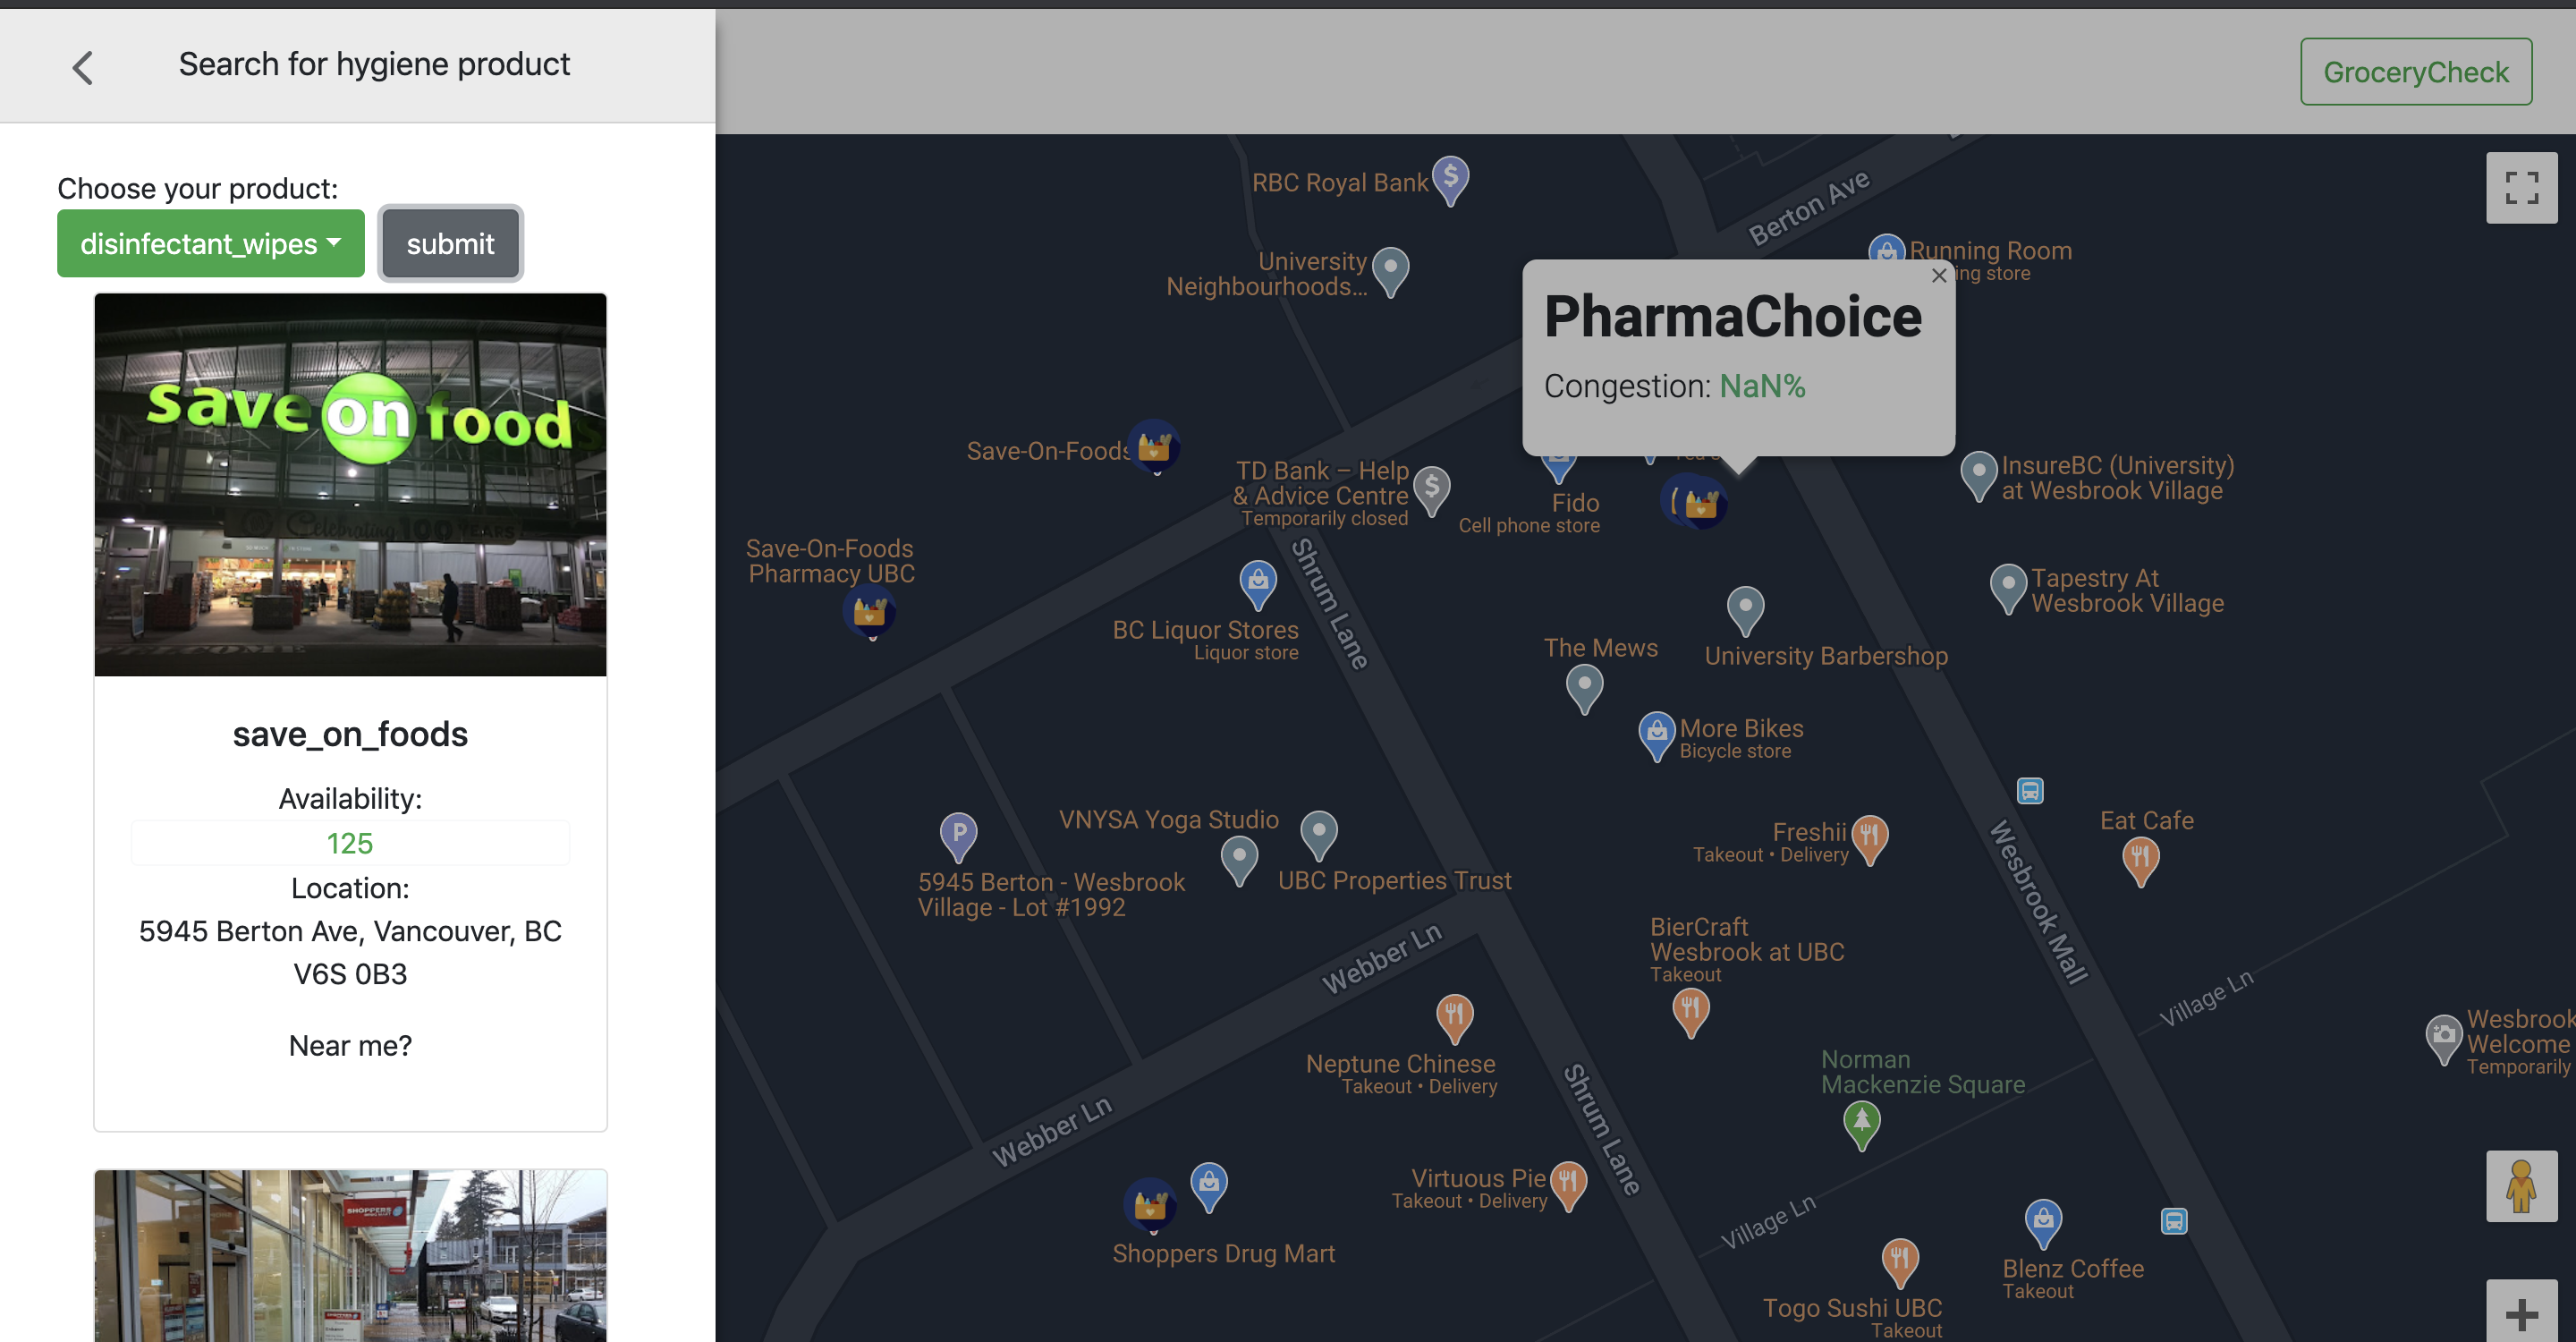 Search for hygiene product
GroceryCheck
Choose your product:
disinfectant_wipes
submit
save on foods
Celebrating 100 YEARS
WELCOME
save_on_foods
Availability:
125
Location:
5945 Berton Ave, Vancouver, BC
V6S 0B3
Near me?
SHOPPERS
RBC Royal Bank
University
Neighbourhoods...
Berton Ave
Running Room
ing store
PharmaChoice
Congestion: NaN%
Save-On-Foods
TD Bank – Help
& Advice Centre
Temporarily closed
Fido
Cell phone store
InsureBC (University)
at Wesbrook Village
Save-On-Foods
Pharmacy UBC
BC Liquor Stores
Liquor store
Shrum Lane
Tapestry At
Wesbrook Village
The Mews
University Barbershop
More Bikes
Bicycle store
P
VNYSA Yoga Studio
5945 Berton - Wesbrook
Village - Lot #1992
UBC Properties Trust
Freshii
Takeout • Delivery
Eat Cafe
Wesbrook Mall
BierCraft
Wesbrook at UBC
Takeout
Webber Ln
Village Ln
Neptune Chinese
Takeout • Delivery
Norman
Mackenzie Square
Wesbrook
Welcome
Temporarily
Webber Ln
Shrum Lane
Virtuous Pie
Takeout • Delivery
Village Ln
Shoppers Drug Mart
Blenz Coffee
Takeout
Togo Sushi UBC
Takeout